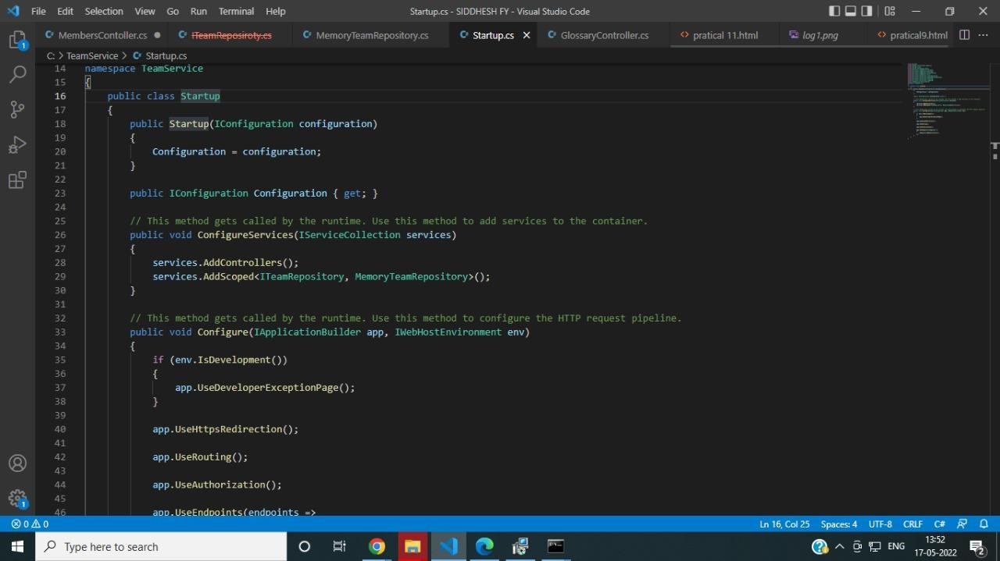 File Edit Selection View Go Run Terminal Help
Startup.cs - SIDDHESH FY - Visual Studio Code
MembersContoller.cs
ITeamReposiroty.cs
MemoryTeamRepository.cs
Startup.cs
GlossaryController.cs
pratical 11.html
log1.png
pratical9.html
C: > TeamService > Startup.cs
14 namespace TeamService
15 {
16 public class Startup
17 {
18 public Startup(IConfiguration configuration)
19 {
20 Configuration = configuration;
21 }
22
23 public IConfiguration Configuration { get; }
24
25 // This method gets called by the runtime. Use this method to add services to the container.
26 public void ConfigureServices(IServiceCollection services)
27 {
28 services.AddControllers();
29 services.AddScoped<ITeamRepository, MemoryTeamRepository>();
30 }
31
32 // This method gets called by the runtime. Use this method to configure the HTTP request pipeline.
33 public void Configure(IApplicationBuilder app, IWebHostEnvironment env)
34 {
35 if (env.IsDevelopment())
36 {
37 app.UseDeveloperExceptionPage();
38 }
39
40 app.UseHttpsRedirection();
41
42 app.UseRouting();
43
44 app.UseAuthorization();
45
46 app.UseEndpoints(endpoints =>
1
1
0 0
Ln 16, Col 25 Spaces: 4 UTF-8 CRLF C#
Type here to search
ENG
13:52
17-05-2022
2